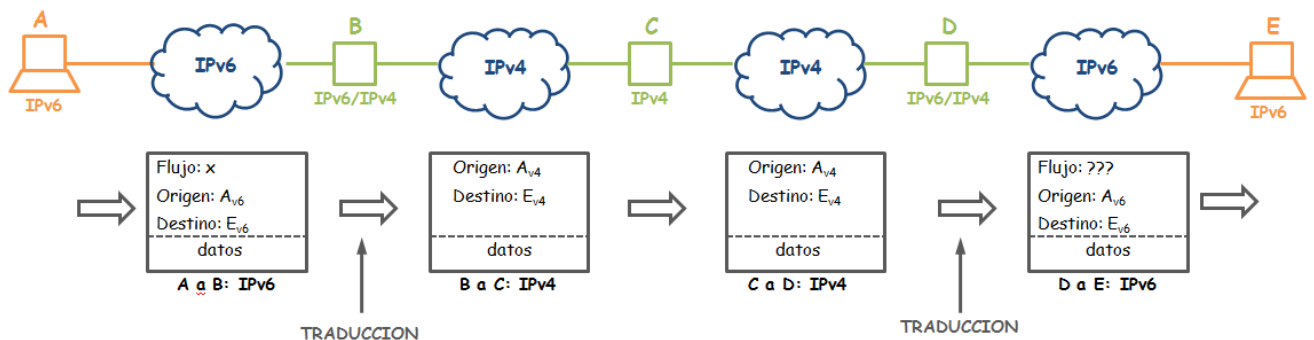 A
B
C
D
E
IPv6
IPv4
IPv4
IPv6
IPv6
IPv6/IPv4
IPv4
IPv6/IPv4
IPv6
Flujo: x
Origen: Av6
Destino: Ev6
datos
A a B: IPv6
Origen: Av4
Destino: Ev4
datos
B a C: IPv4
Origen: Av4
Destino: Ev4
datos
C a D: IPv4
Flujo: ???
Origen: Av6
Destino: Ev6
datos
D a E: IPv6
TRADUCCION
TRADUCCION